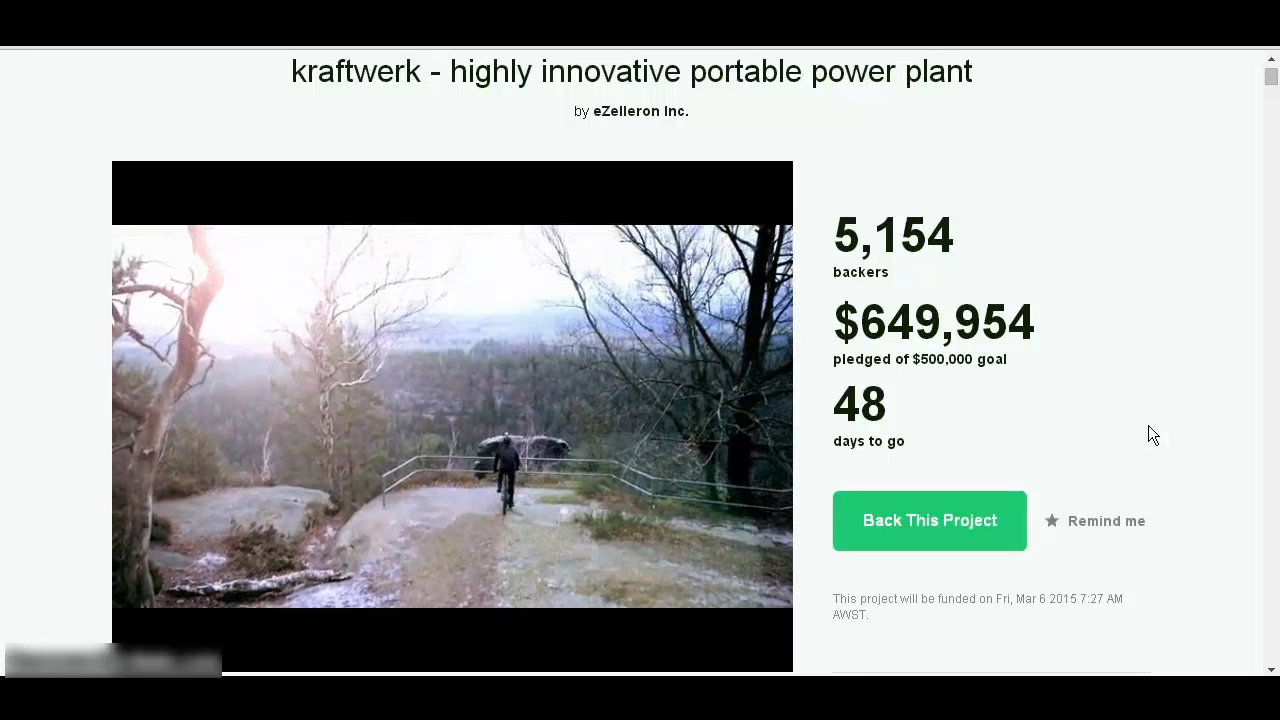 kraftwerk - highly innovative portable power plant
by eZelleron Inc.
5,154
backers
$649,954
pledged of $500,000 goal
48
days to go
Back This Project
Remind me
This project will be funded on Fri, Mar 6 2015 7:27 AM
AWST.